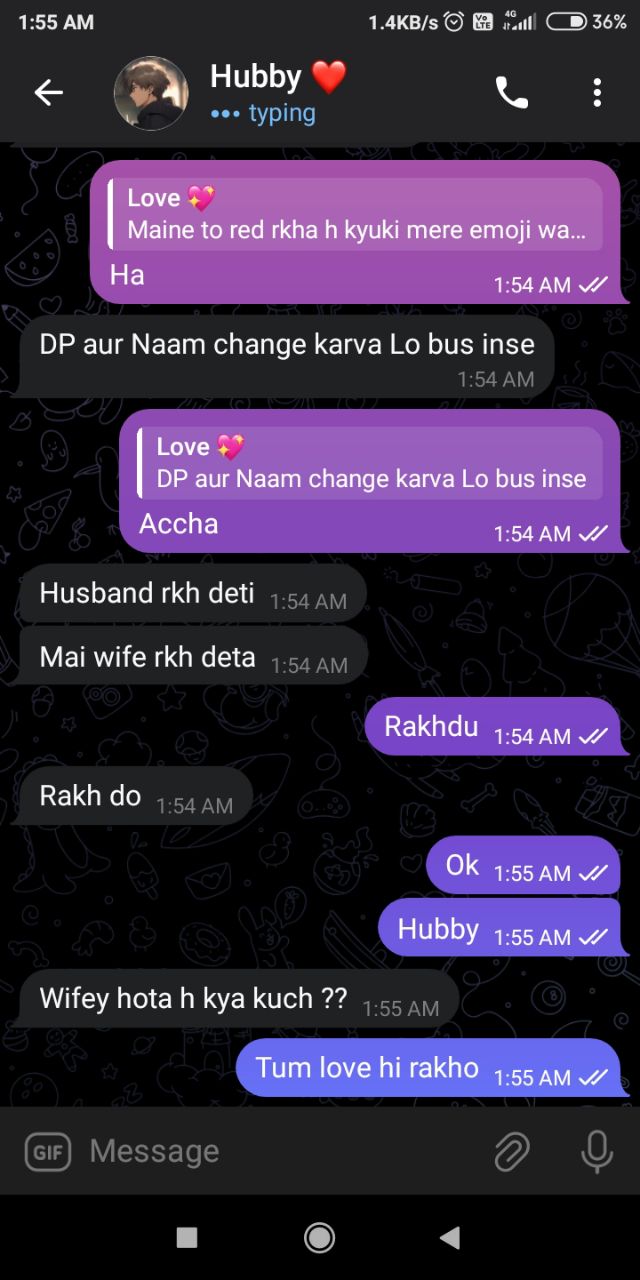 1:55 AM 1.4KB/s Vo LTE 4G 36%
Hubby ❤️
typing
Love 💖
Maine to red rkha h kyuki mere emoji wa...
Ha 1:54 AM
DP aur Naam change karva Lo bus inse
1:54 AM
Love 💖
DP aur Naam change karva Lo bus inse
Accha 1:54 AM
Husband rkh deti 1:54 AM
Mai wife rkh deta 1:54 AM
Rakhdu 1:54 AM
Rakh do 1:54 AM
Ok 1:55 AM
Hubby 1:55 AM
Wifey hota h kya kuch ?? 1:55 AM
Tum love hi rakho 1:55 AM
GIF Message